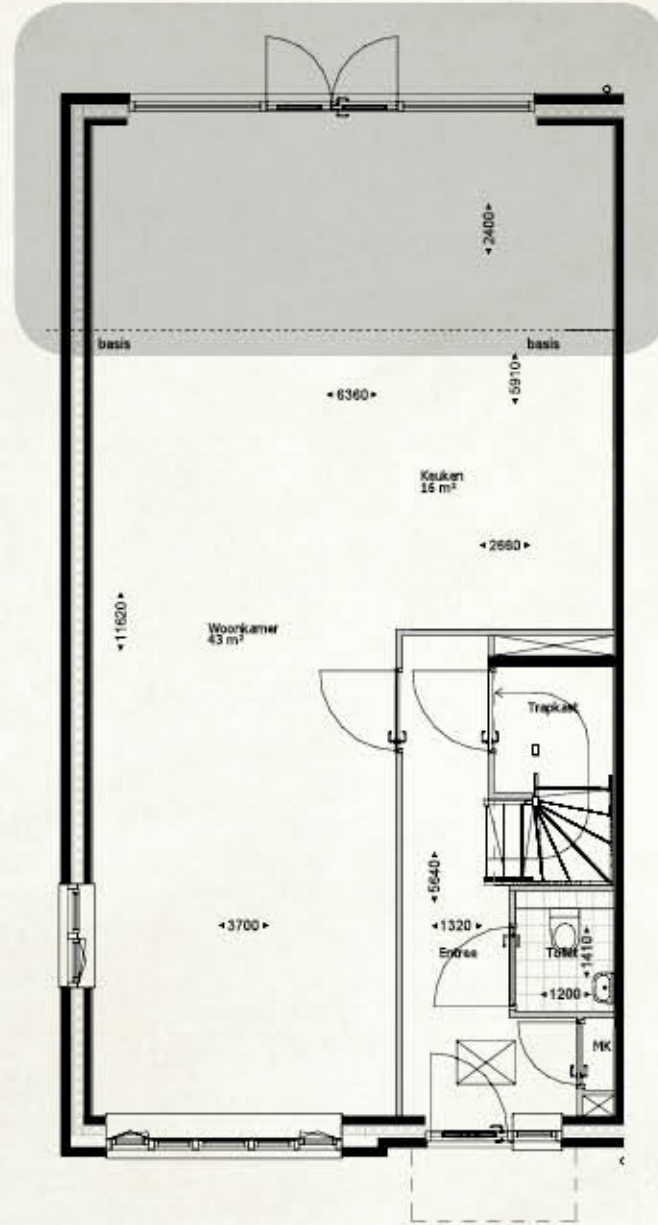 2400
basis
basis
5910
6360
Keuken
16 m²
2660
11620
Woonkamer
43 m²
Trapkast
5640
3700
1320
Entree
Toilet
1410
1200
MK